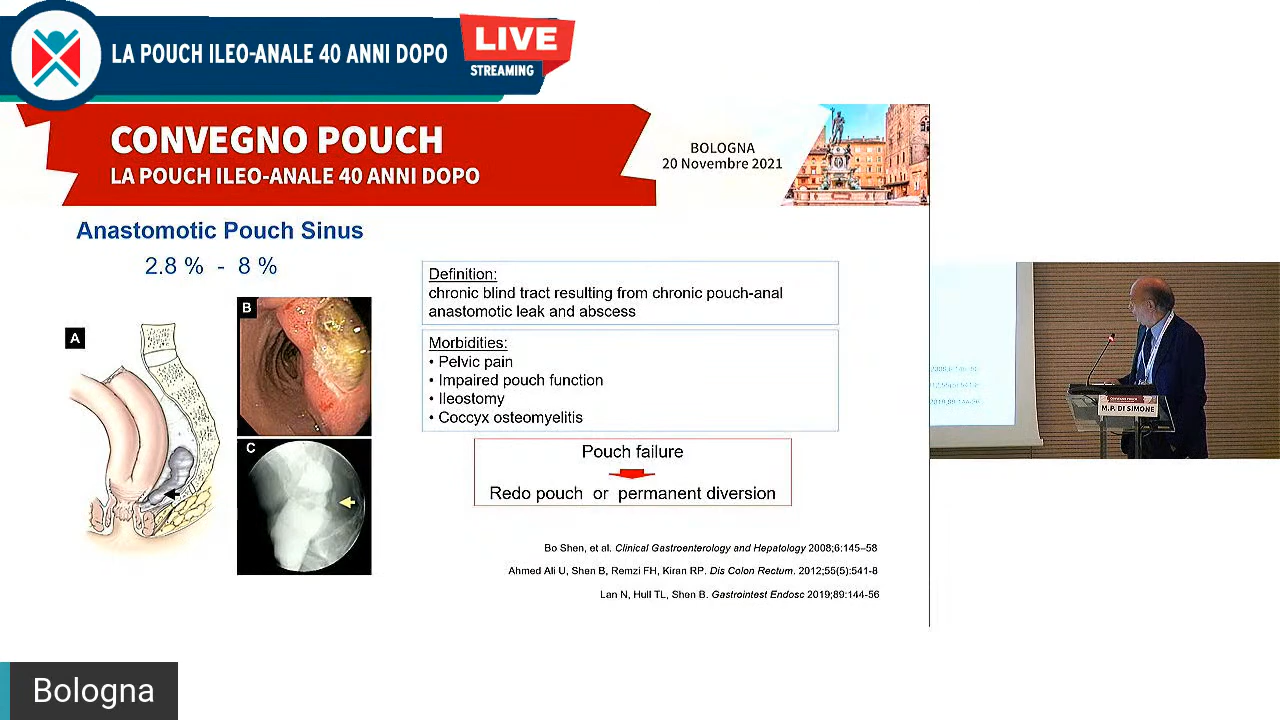 LA POUCH ILEO-ANALE 40 ANNI DOPO
LIVE
STREAMING
CONVEGNO POUCH
LA POUCH ILEO-ANALE 40 ANNI DOPO
BOLOGNA
20 Novembre 2021
Anastomotic Pouch Sinus
2.8 % - 8 %
A
B
C
Definition:
chronic blind tract resulting from chronic pouch-anal
anastomotic leak and abscess
Morbidities:
• Pelvic pain
• Impaired pouch function
• Ileostomy
• Coccyx osteomyelitis
Pouch failure
Redo pouch or permanent diversion
Bo Shen, et al. Clinical Gastroenterology and Hepatology 2008;6:145–58
Ahmed Ali U, Shen B, Remzi FH, Kiran RP. Dis Colon Rectum. 2012;55(5):541-8
Lan N, Hull TL, Shen B. Gastrointest Endosc 2019;89:144-56
M.P. DI SIMONE
Bologna